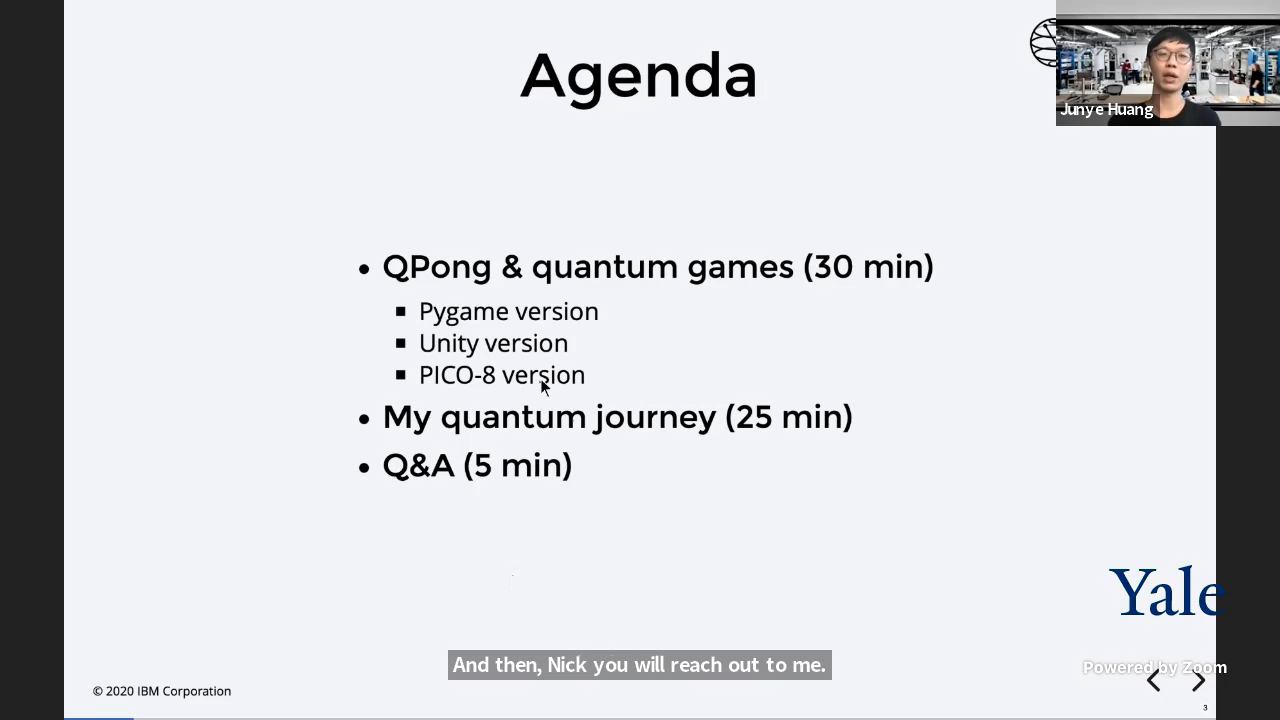 Agenda
Junye Huang
QPong & quantum games (30 min)
Pygame version
Unity version
PICO-8 version
My quantum journey (25 min)
Q&A (5 min)
Yale
And then, Nick you will reach out to me.
Powered by Zoom
© 2020 IBM Corporation
3